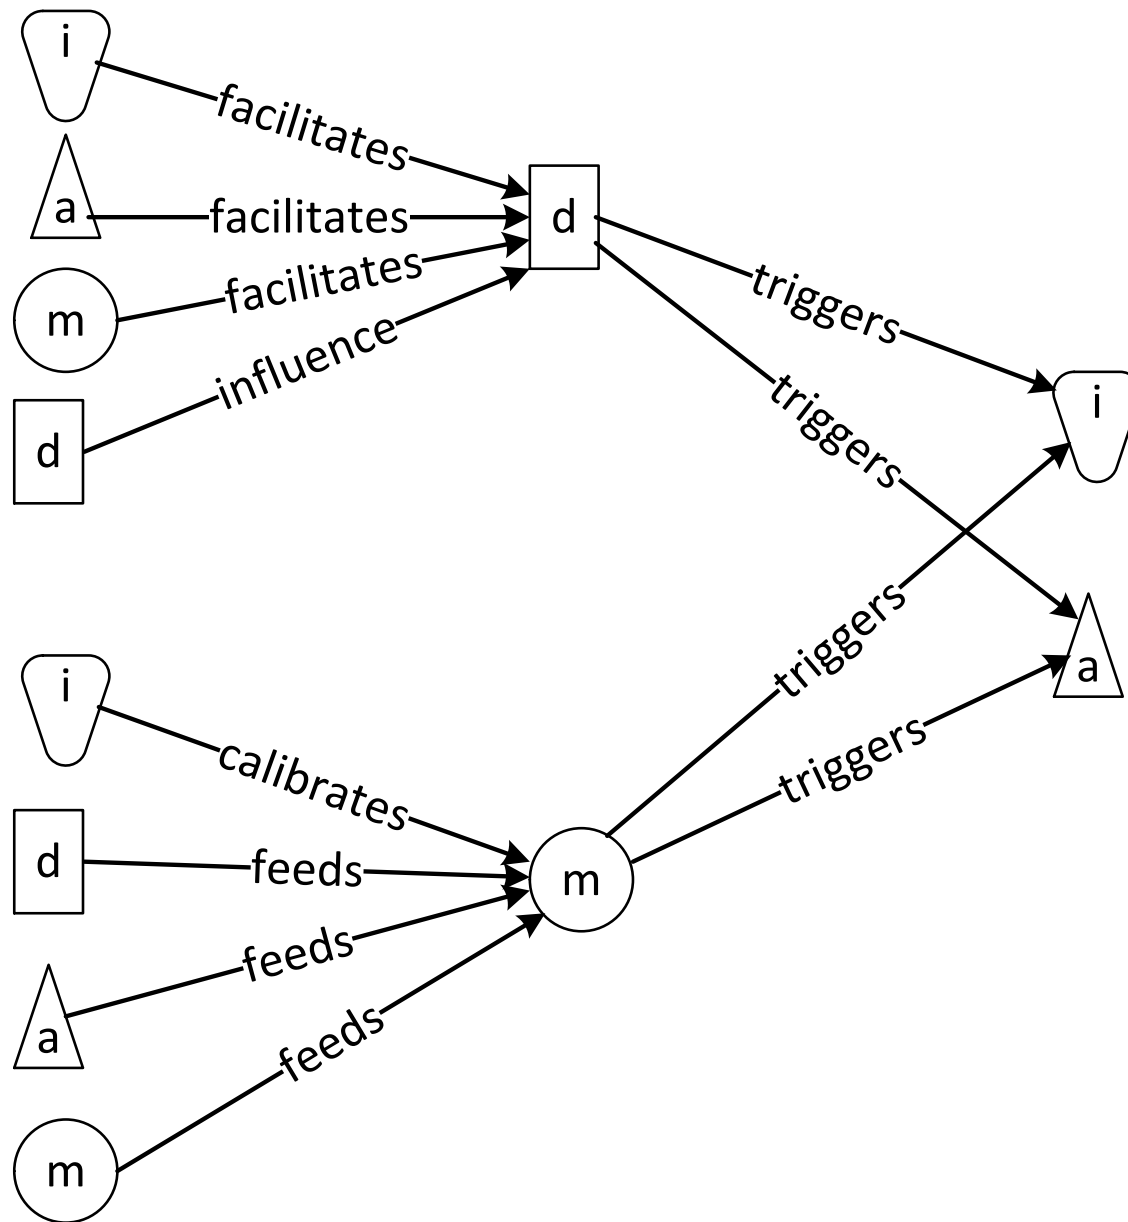 i
facilitates
a
facilitates
d
facilitates
m
influence
d
triggers
triggers
i
triggers
a
triggers
i
calibrates
d
feeds
m
feeds
a
feeds
m